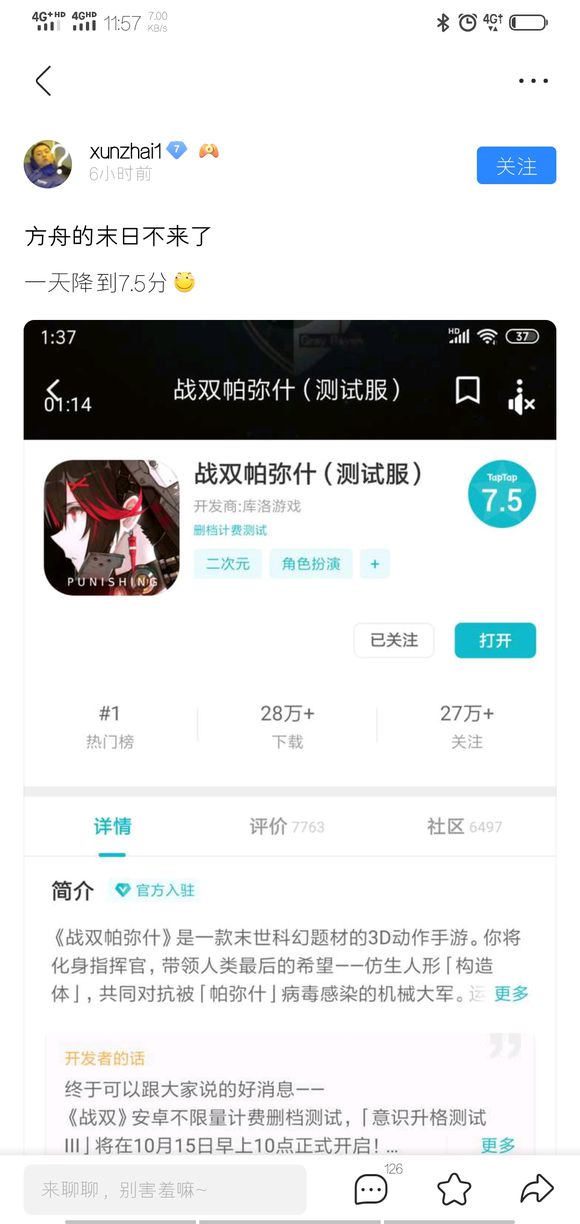 4G+HD 4GHD 11:57 7.00 KB/s 4G
xunzhai1 7
6小时前
关注
方舟的末日不来了
一天降到7.5分
1:37 HD 37
01:14 战双帕弥什（测试服）
战双帕弥什（测试服）
开发商:库洛游戏
删档计费测试
二次元 角色扮演 +
TapTap
7.5
PUNISHING
已关注 打开
#1 28万+ 27万+
热门榜 下载 关注
详情 评价 7763 社区 6497
简介 官方入驻
《战双帕弥什》是一款末世科幻题材的3D动作手游。你将
化身指挥官，带领人类最后的希望——仿生人形「构造
体」，共同对抗被「帕弥什」病毒感染的机械大军。运 更多
开发者的话
终于可以跟大家说的好消息——
《战双》安卓不限量计费删档测试，「意识升格测试
III」将在10月15日早上10点正式开启！... 更多
来聊聊，别害羞嘛~ 126